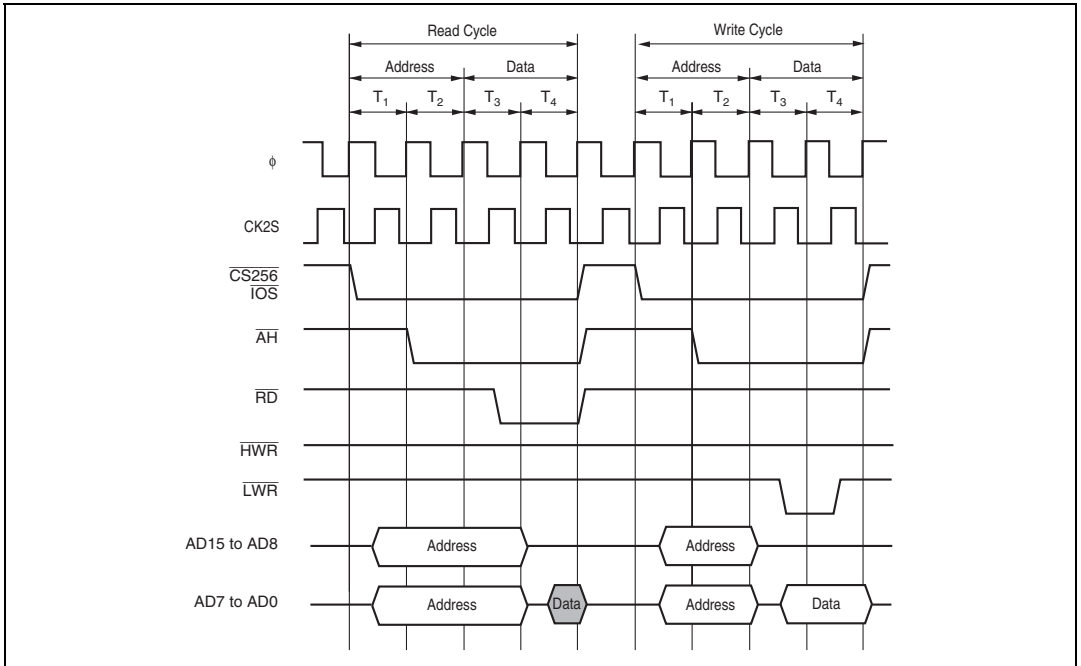 Read Cycle Write Cycle
Address Data Address Data
T1 T2 T3 T4 T1 T2 T3 T4
ϕ
CK2S
CS256
IOS
AH
RD
HWR
LWR
AD15 to AD8 Address Address
AD7 to AD0 Address Data Address Data